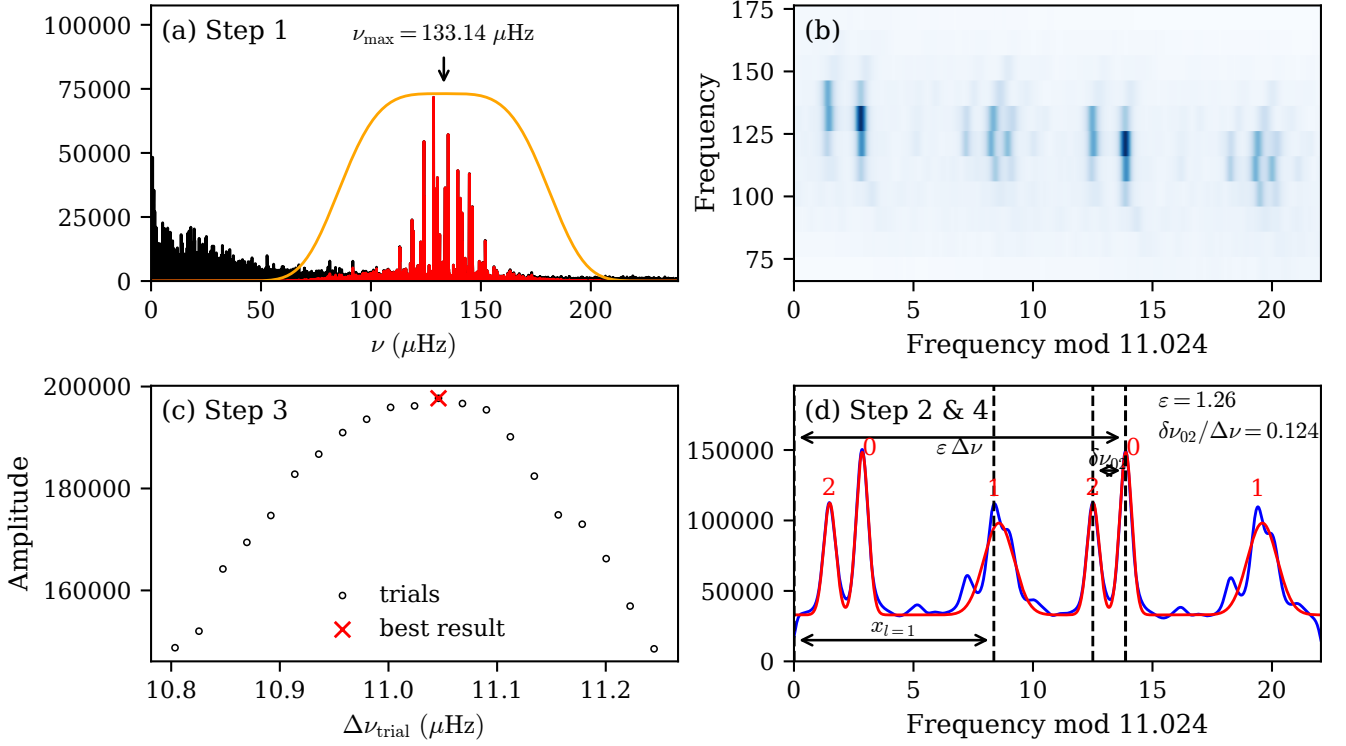 (a) Step 1
ν_max = 133.14 μHz
100000
75000
50000
25000
0
0 50 100 150 200
ν (μHz)
(b)
Frequency
175
150
125
100
75
0 5 10 15 20
Frequency mod 11.024
(c) Step 3
Amplitude
200000
180000
160000
trials
best result
10.8 10.9 11.0 11.1 11.2
Δν_trial (μHz)
(d) Step 2 & 4
ε = 1.26
δν₀₂/Δν = 0.124
ε Δν
δν₀₂
2 0 1 2 0 1
x_{l=1}
150000
100000
50000
0
0 5 10 15 20
Frequency mod 11.024